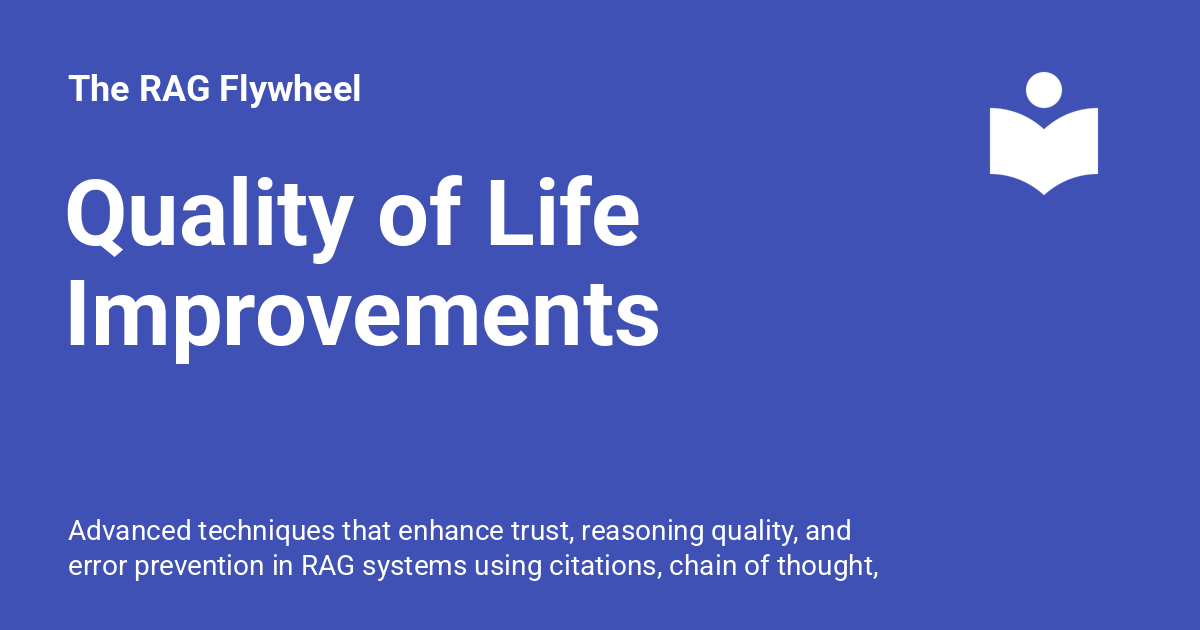 The RAG Flywheel
Quality of Life
Improvements
Advanced techniques that enhance trust, reasoning quality, and
error prevention in RAG systems using citations, chain of thought,